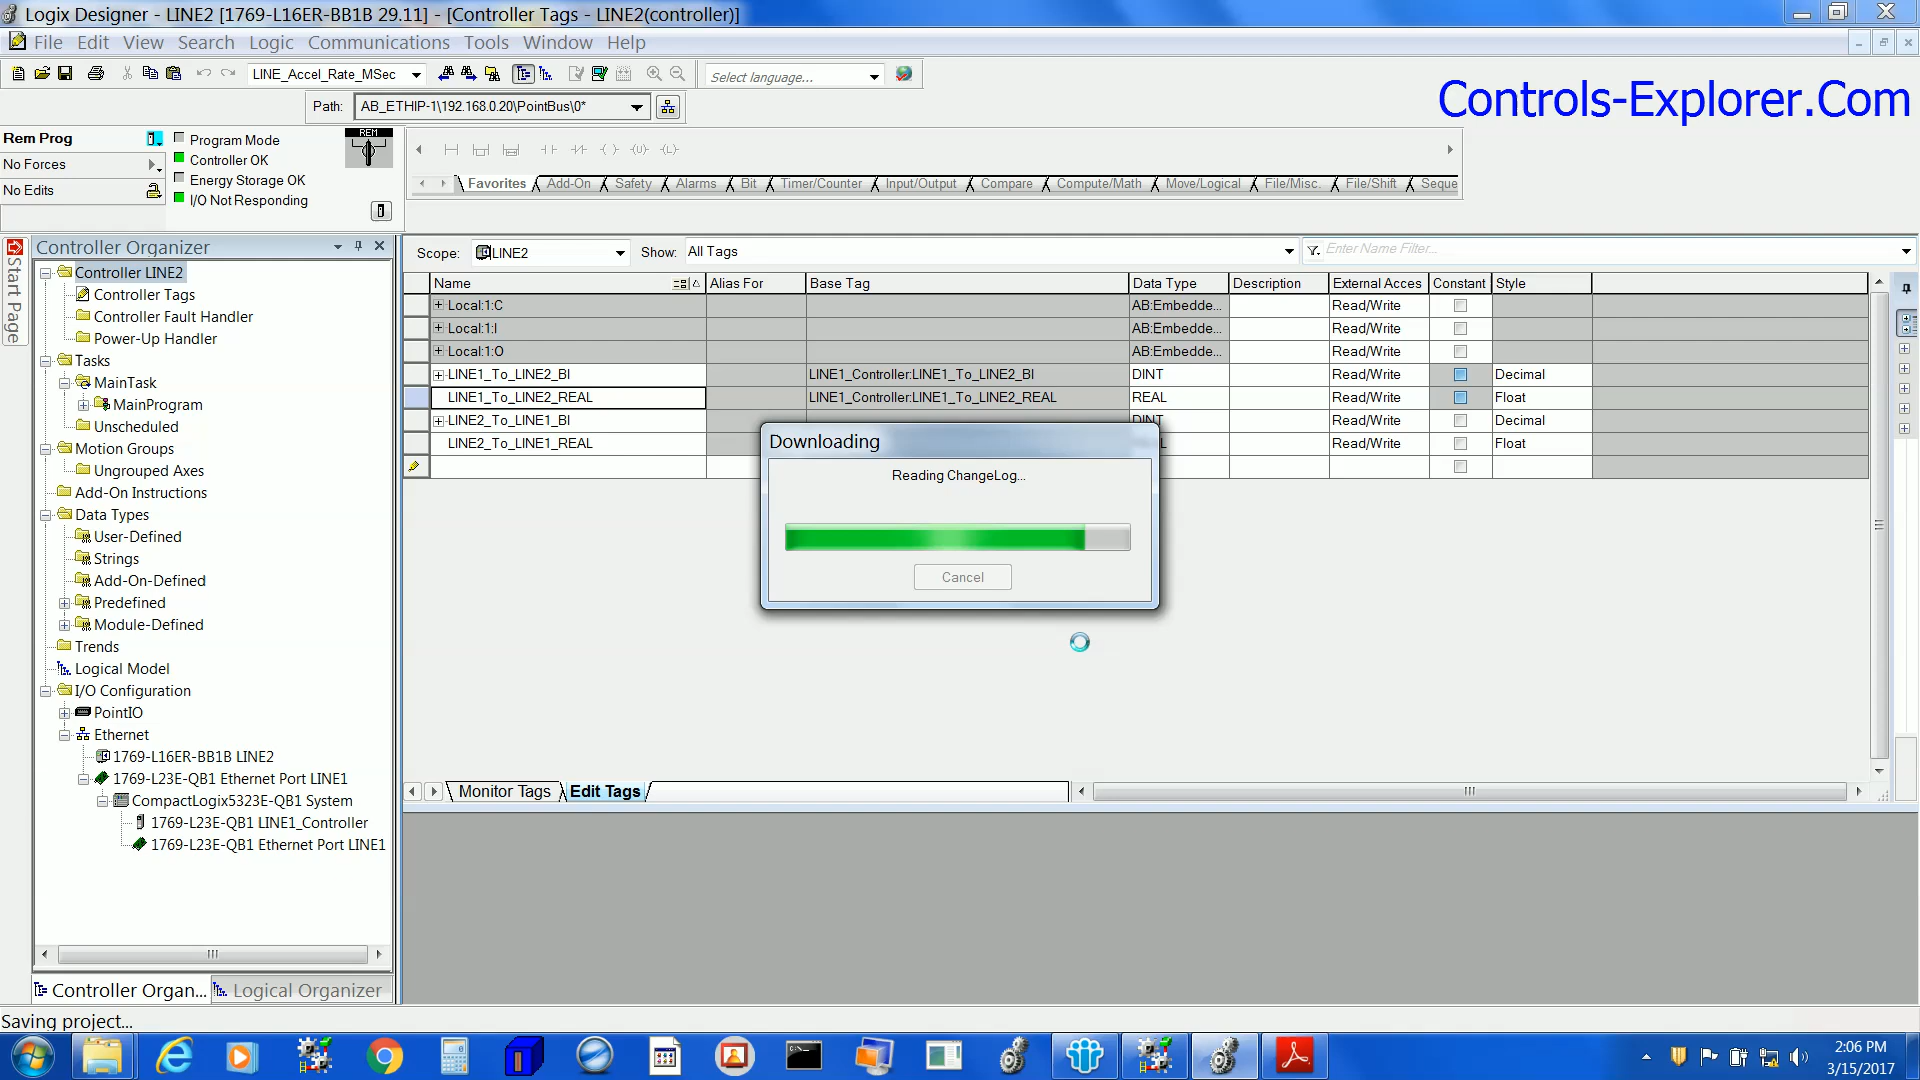 Logix Designer - LINE2 [1769-L16ER-BB1B 29.11] - [Controller Tags - LINE2(controller)]
File Edit View Search Logic Communications Tools Window Help
LINE_Accel_Rate_MSec
Select language...
Path: AB_ETHIP-1\192.168.0.20\PointBus\0*
Controls-Explorer.Com
Rem Prog
No Forces
No Edits
Program Mode
Controller OK
Energy Storage OK
I/O Not Responding
REM
Favorites Add-On Safety Alarms Bit Timer/Counter Input/Output Compare Compute/Math Move/Logical File/Misc. File/Shift Seque
Start Page
Controller Organizer
Controller LINE2
Controller Tags
Controller Fault Handler
Power-Up Handler
Tasks
MainTask
MainProgram
Unscheduled
Motion Groups
Ungrouped Axes
Add-On Instructions
Data Types
User-Defined
Strings
Add-On-Defined
Predefined
Module-Defined
Trends
Logical Model
I/O Configuration
PointIO
Ethernet
1769-L16ER-BB1B LINE2
1769-L23E-QB1 Ethernet Port LINE1
CompactLogix5323E-QB1 System
1769-L23E-QB1 LINE1_Controller
1769-L23E-QB1 Ethernet Port LINE1
Controller Organ...
Logical Organizer
Scope: LINE2 Show: All Tags
Enter Name Filter...
Name Alias For Base Tag Data Type Description External Acces Constant Style
Local:1:C AB:Embedde... Read/Write
Local:1:I AB:Embedde... Read/Write
Local:1:O AB:Embedde... Read/Write
LINE1_To_LINE2_BI LINE1_Controller:LINE1_To_LINE2_BI DINT Read/Write Decimal
LINE1_To_LINE2_REAL LINE1_Controller:LINE1_To_LINE2_REAL REAL Read/Write Float
LINE2_To_LINE1_BI DINT Read/Write Decimal
LINE2_To_LINE1_REAL Read/Write Float
Downloading
Reading ChangeLog...
Cancel
Monitor Tags Edit Tags
Saving project...
2:06 PM
3/15/2017